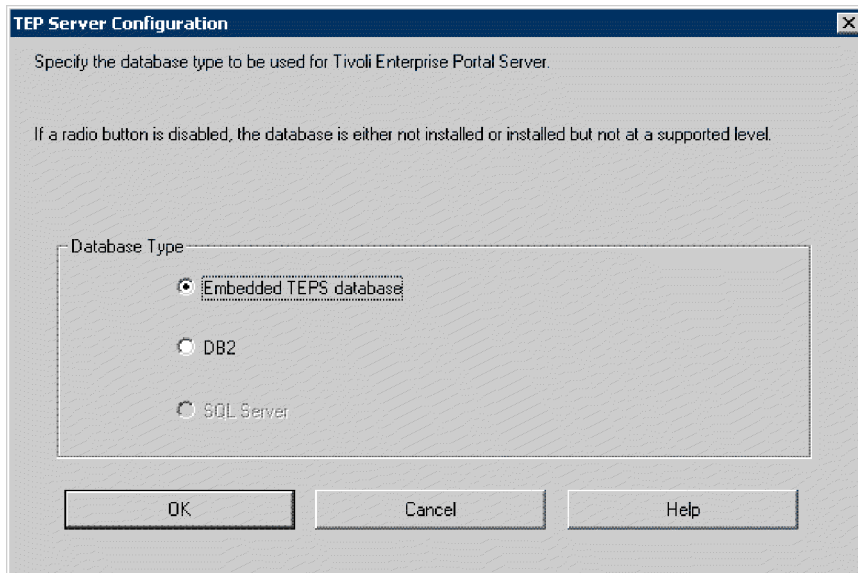 TEP Server Configuration
Specify the database type to be used for Tivoli Enterprise Portal Server.
If a radio button is disabled, the database is either not installed or installed but not at a supported level.
Database Type
Embedded TEPS database
DB2
SQL Server
OK Cancel Help